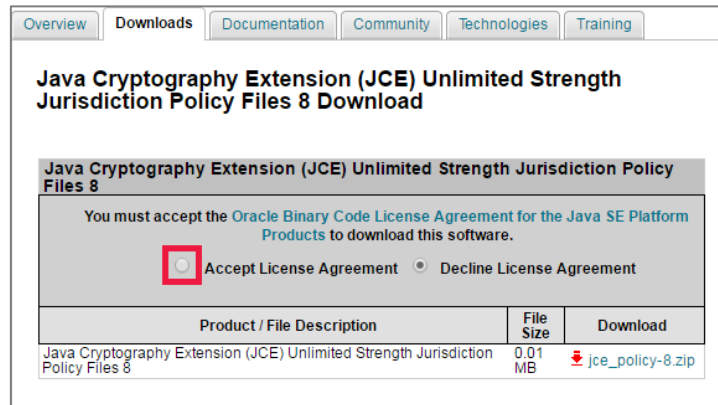 Overview Downloads Documentation Community Technologies Training
Java Cryptography Extension (JCE) Unlimited Strength
Jurisdiction Policy Files 8 Download
Java Cryptography Extension (JCE) Unlimited Strength Jurisdiction Policy
Files 8
You must accept the Oracle Binary Code License Agreement for the Java SE Platform
Products to download this software.
Accept License Agreement Decline License Agreement
Product / File Description File Size Download
Java Cryptography Extension (JCE) Unlimited Strength Jurisdiction
Policy Files 8 0.01 MB jce_policy-8.zip